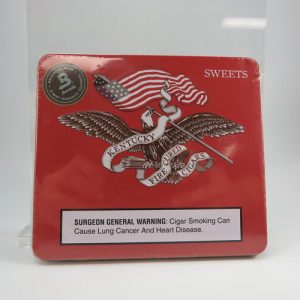 SWEETS
KENTUCKY
FIRE CURED
CIGARS
SURGEON GENERAL WARNING: Cigar Smoking Can
Cause Lung Cancer And Heart Disease.